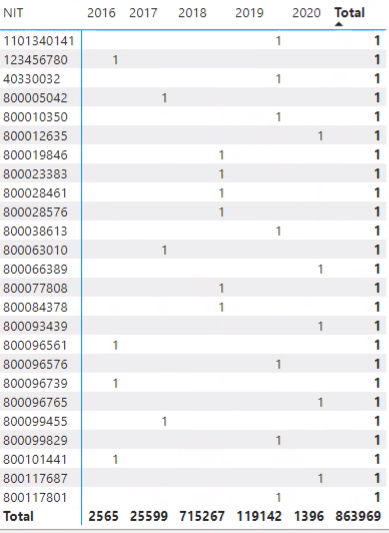 NIT 2016 2017 2018 2019 2020 Total
1101340141 1 1
123456780 1 1
40330032 1 1
800005042 1 1
800010350 1 1
800012635 1 1
800019846 1 1
800023383 1 1
800028461 1 1
800028576 1 1
800038613 1 1
800063010 1 1
800066389 1 1
800077808 1 1
800084378 1 1
800093439 1 1
800096561 1 1
800096576 1 1
800096739 1 1
800096765 1 1
800099455 1 1
800099829 1 1
800101441 1 1
800117687 1 1
800117801 1 1
Total 2565 25599 715267 119142 1396 863969